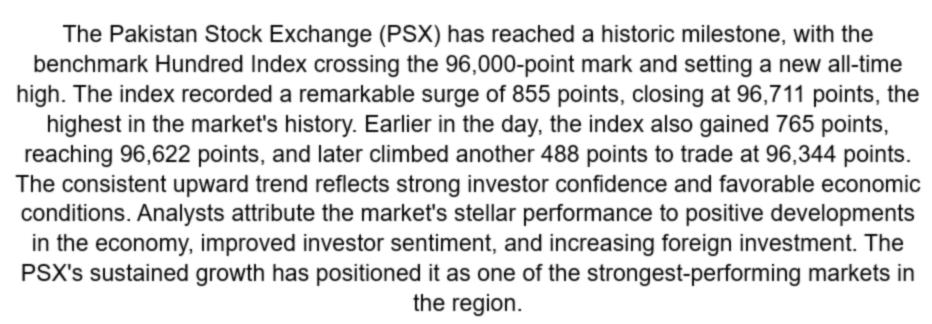 The Pakistan Stock Exchange (PSX) has reached a historic milestone, with the
benchmark Hundred Index crossing the 96,000-point mark and setting a new all-time
high. The index recorded a remarkable surge of 855 points, closing at 96,711 points, the
highest in the market's history. Earlier in the day, the index also gained 765 points,
reaching 96,622 points, and later climbed another 488 points to trade at 96,344 points.
The consistent upward trend reflects strong investor confidence and favorable economic
conditions. Analysts attribute the market's stellar performance to positive developments
in the economy, improved investor sentiment, and increasing foreign investment. The
PSX's sustained growth has positioned it as one of the strongest-performing markets in
the region.